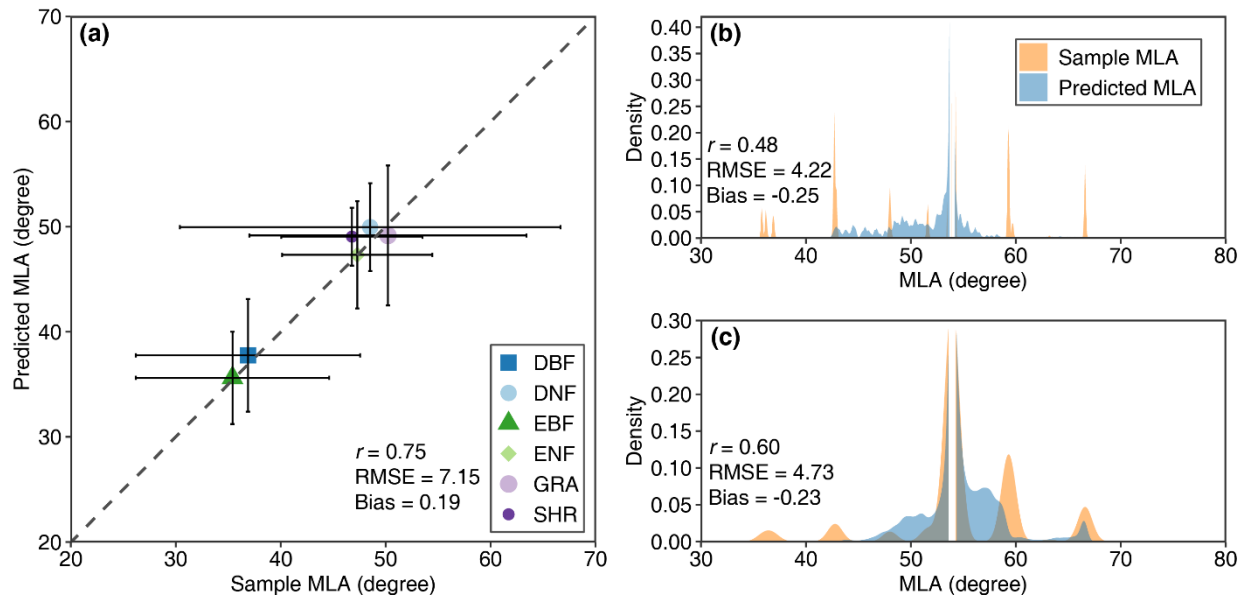 (a)
Predicted MLA (degree)
70
60
50
40
30
20
DBF
DNF
EBF
ENF
GRA
SHR
r = 0.75
RMSE = 7.15
Bias = 0.19
20 30 40 50 60 70
Sample MLA (degree)
(b)
Density
0.40
0.35
0.30
0.25
0.20
0.15
0.10
0.05
0.00
Sample MLA
Predicted MLA
r = 0.48
RMSE = 4.22
Bias = -0.25
30 40 50 60 70 80
MLA (degree)
(c)
Density
0.30
0.25
0.20
0.15
0.10
0.05
0.00
r = 0.60
RMSE = 4.73
Bias = -0.23
30 40 50 60 70 80
MLA (degree)